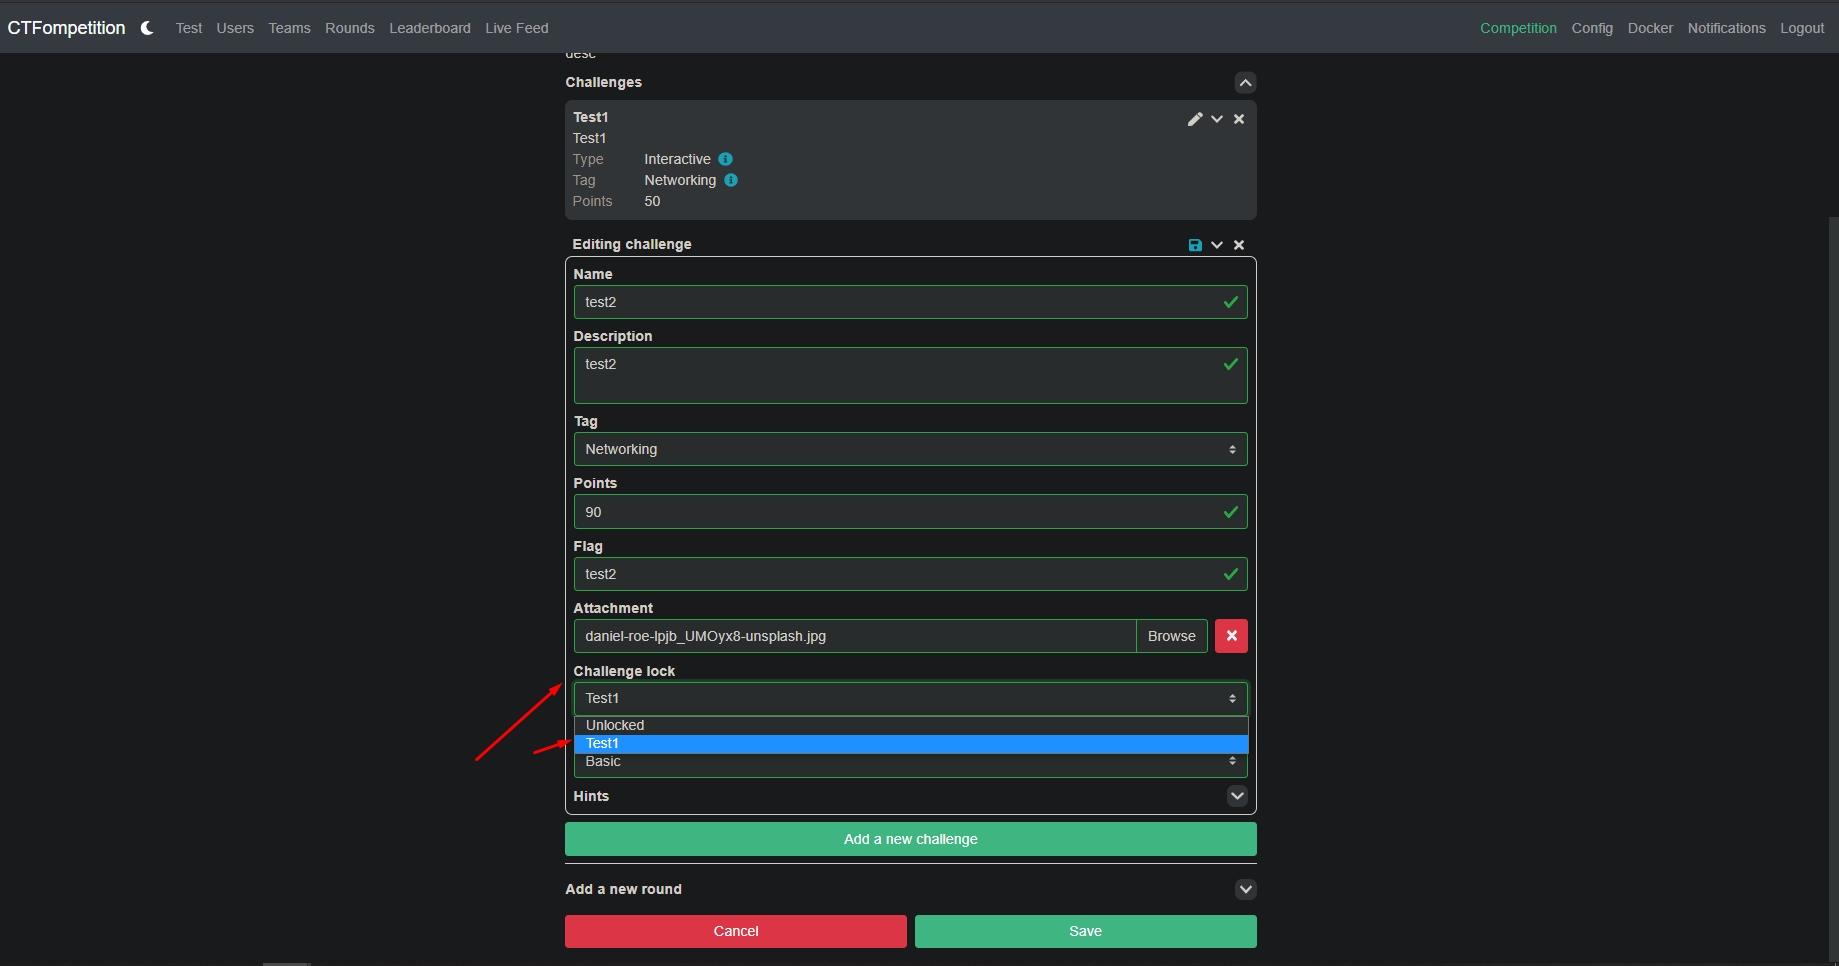 CTFompetition Test Users Teams Rounds Leaderboard Live Feed Competition Config Docker Notifications Logout
desc
Challenges
Test1
Test1
Type Interactive
Tag Networking
Points 50
Editing challenge
Name
test2
Description
test2
Tag
Networking
Points
90
Flag
test2
Attachment
daniel-roe-lpjb_UMOyx8-unsplash.jpg Browse
Challenge lock
Test1
Unlocked
Test1
Basic
Hints
Add a new challenge
Add a new round
Cancel Save